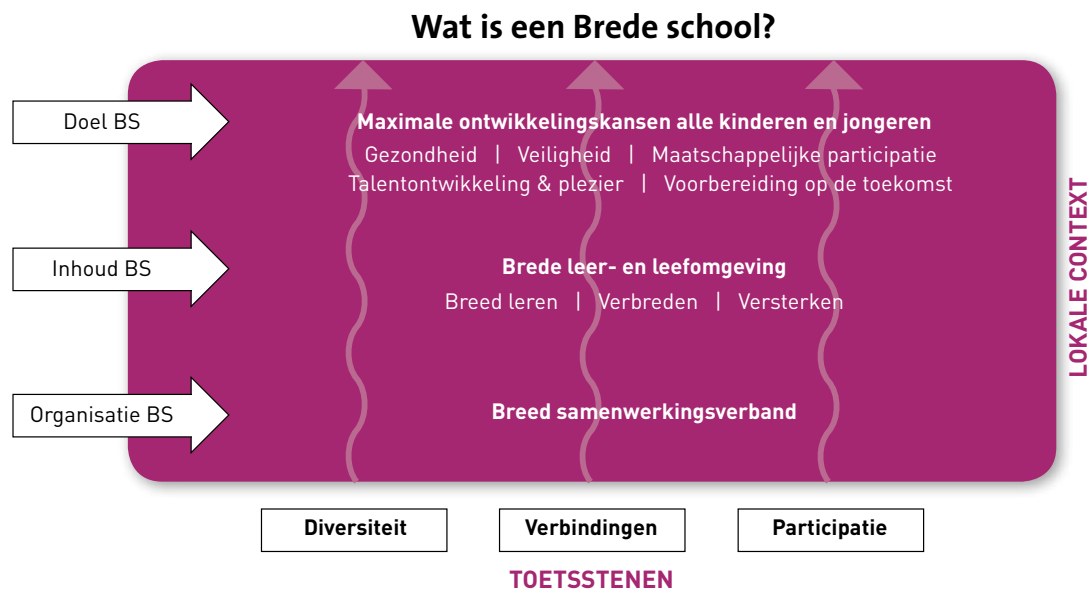 Wat is een Brede school?
Doel BS
Maximale ontwikkelingskansen alle kinderen en jongeren
Gezondheid | Veiligheid | Maatschappelijke participatie
Talentontwikkeling & plezier | Voorbereiding op de toekomst
Inhoud BS
Brede leer- en leefomgeving
Breed leren | Verbreden | Versterken
Organisatie BS
Breed samenwerkingsverband
LOKALE CONTEXT
Diversiteit
Verbindingen
Participatie
TOETSSTENEN